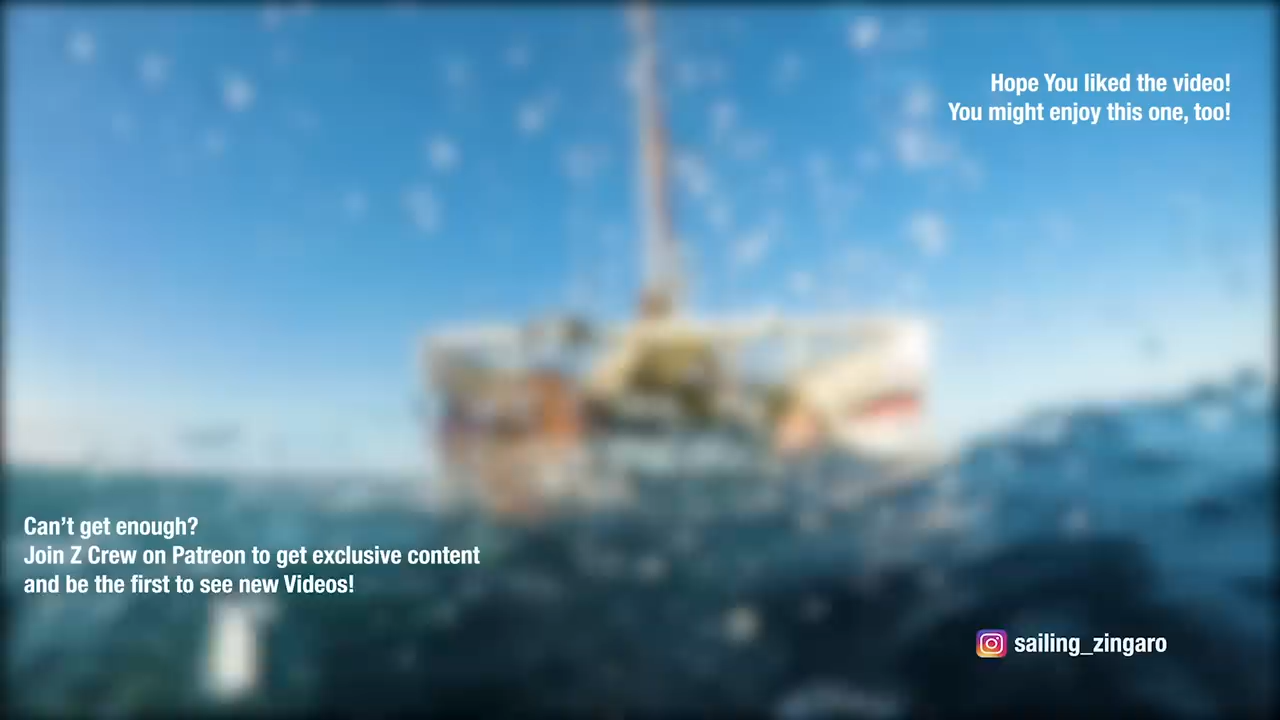 Hope You liked the video!
You might enjoy this one, too!
Can’t get enough?
Join Z Crew on Patreon to get exclusive content
and be the first to see new Videos!
sailing_zingaro